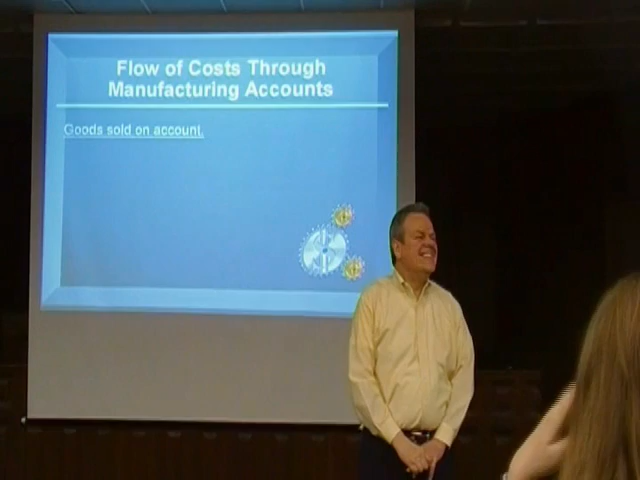 Flow of Costs Through
Manufacturing Accounts
Goods sold on account.